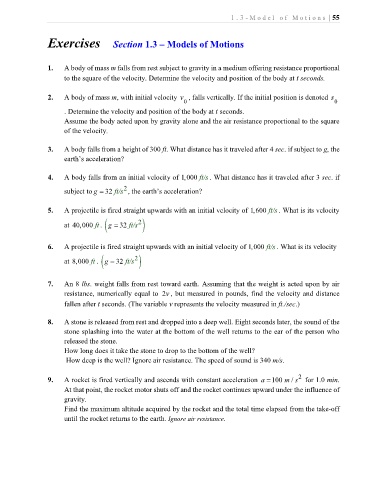 1.3-Model of Motions | 55
Exercises Section 1.3 – Models of Motions
1. A body of mass m falls from rest subject to gravity in a medium offering resistance proportional
to the square of the velocity. Determine the velocity and position of the body at t seconds.
2. A body of mass m, with initial velocity v₀, falls vertically. If the initial position is denoted s₀
. Determine the velocity and position of the body at t seconds.
Assume the body acted upon by gravity alone and the air resistance proportional to the square
of the velocity.
3. A body falls from a height of 300 ft. What distance has it traveled after 4 sec. if subject to g, the
earth's acceleration?
4. A body falls from an initial velocity of 1,000 ft/s. What distance has it traveled after 3 sec. if
subject to g = 32 ft/s², the earth's acceleration?
5. A projectile is fired straight upwards with an initial velocity of 1,600 ft/s. What is its velocity
at 40,000 ft. (g = 32 ft/s²)
6. A projectile is fired straight upwards with an initial velocity of 1,000 ft/s. What is its velocity
at 8,000 ft. (g = 32 ft/s²)
7. An 8 lbs. weight falls from rest toward earth. Assuming that the weight is acted upon by air
resistance, numerically equal to 2v, but measured in pounds, find the velocity and distance
fallen after t seconds. (The variable v represents the velocity measured in ft./sec.)
8. A stone is released from rest and dropped into a deep well. Eight seconds later, the sound of the
stone splashing into the water at the bottom of the well returns to the ear of the person who
released the stone.
How long does it take the stone to drop to the bottom of the well?
How deep is the well? Ignore air resistance. The speed of sound is 340 m/s.
9. A rocket is fired vertically and ascends with constant acceleration a = 100 m / s² for 1.0 min.
At that point, the rocket motor shuts off and the rocket continues upward under the influence of
gravity.
Find the maximum altitude acquired by the rocket and the total time elapsed from the take-off
until the rocket returns to the earth. Ignore air resistance.